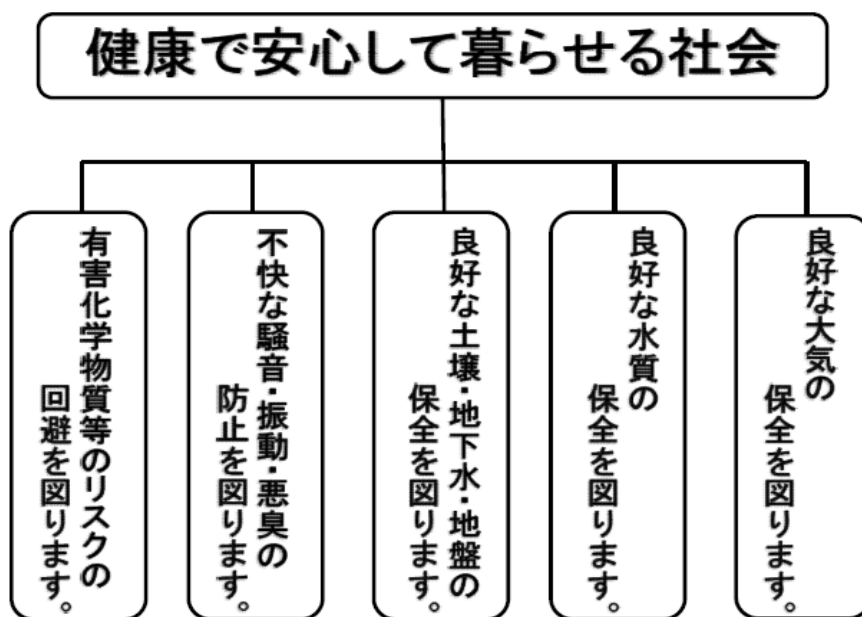 健康で安心して暮らせる社会
良好な大気の
保全を図ります。
良好な水質の
保全を図ります。
良好な土壌・地下水・地盤の
保全を図ります。
不快な騒音・振動・悪臭の
防止を図ります。
有害化学物質等のリスクの
回避を図ります。